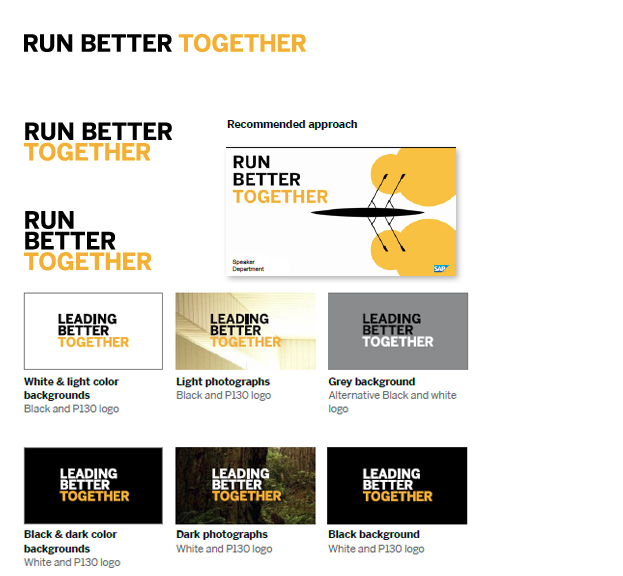 RUN BETTER TOGETHER
RUN BETTER
TOGETHER
RUN
BETTER
TOGETHER
Recommended approach
RUN
BETTER
TOGETHER
Speaker
Department
SAP
LEADING
BETTER
TOGETHER
White & light color
backgrounds
Black and P130 logo
LEADING
BETTER
TOGETHER
Light photographs
Black and P130 logo
LEADING
BETTER
TOGETHER
Grey background
Alternative Black and white
logo
LEADING
BETTER
TOGETHER
Black & dark color
backgrounds
White and P130 logo
LEADING
BETTER
TOGETHER
Dark photographs
White and P130 logo
LEADING
BETTER
TOGETHER
Black background
White and P130 logo